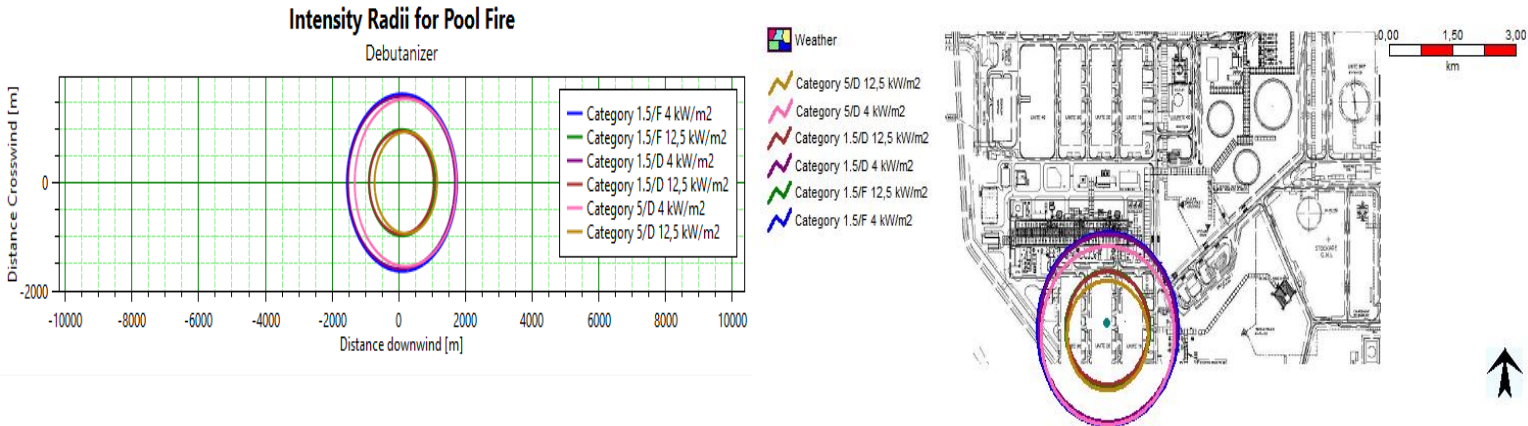 Intensity Radii for Pool Fire
Debutanizer
Distance Crosswind [m]
0
-2000
Category 1.5/F 4 kW/m2
Category 1.5/F 12,5 kW/m2
Category 1.5/D 4 kW/m2
Category 1.5/D 12,5 kW/m2
Category 5/D 4 kW/m2
Category 5/D 12,5 kW/m2
-10000 -8000 -6000 -4000 -2000 0 2000 4000 6000 8000 10000
Distance downwind [m]
Weather
Category 5/D 12,5 kW/m2
Category 5/D 4 kW/m2
Category 1.5/D 12,5 kW/m2
Category 1.5/D 4 kW/m2
Category 1.5/F 12,5 kW/m2
Category 1.5/F 4 kW/m2
0,00 1,50 3,00
km
STOCKAGE